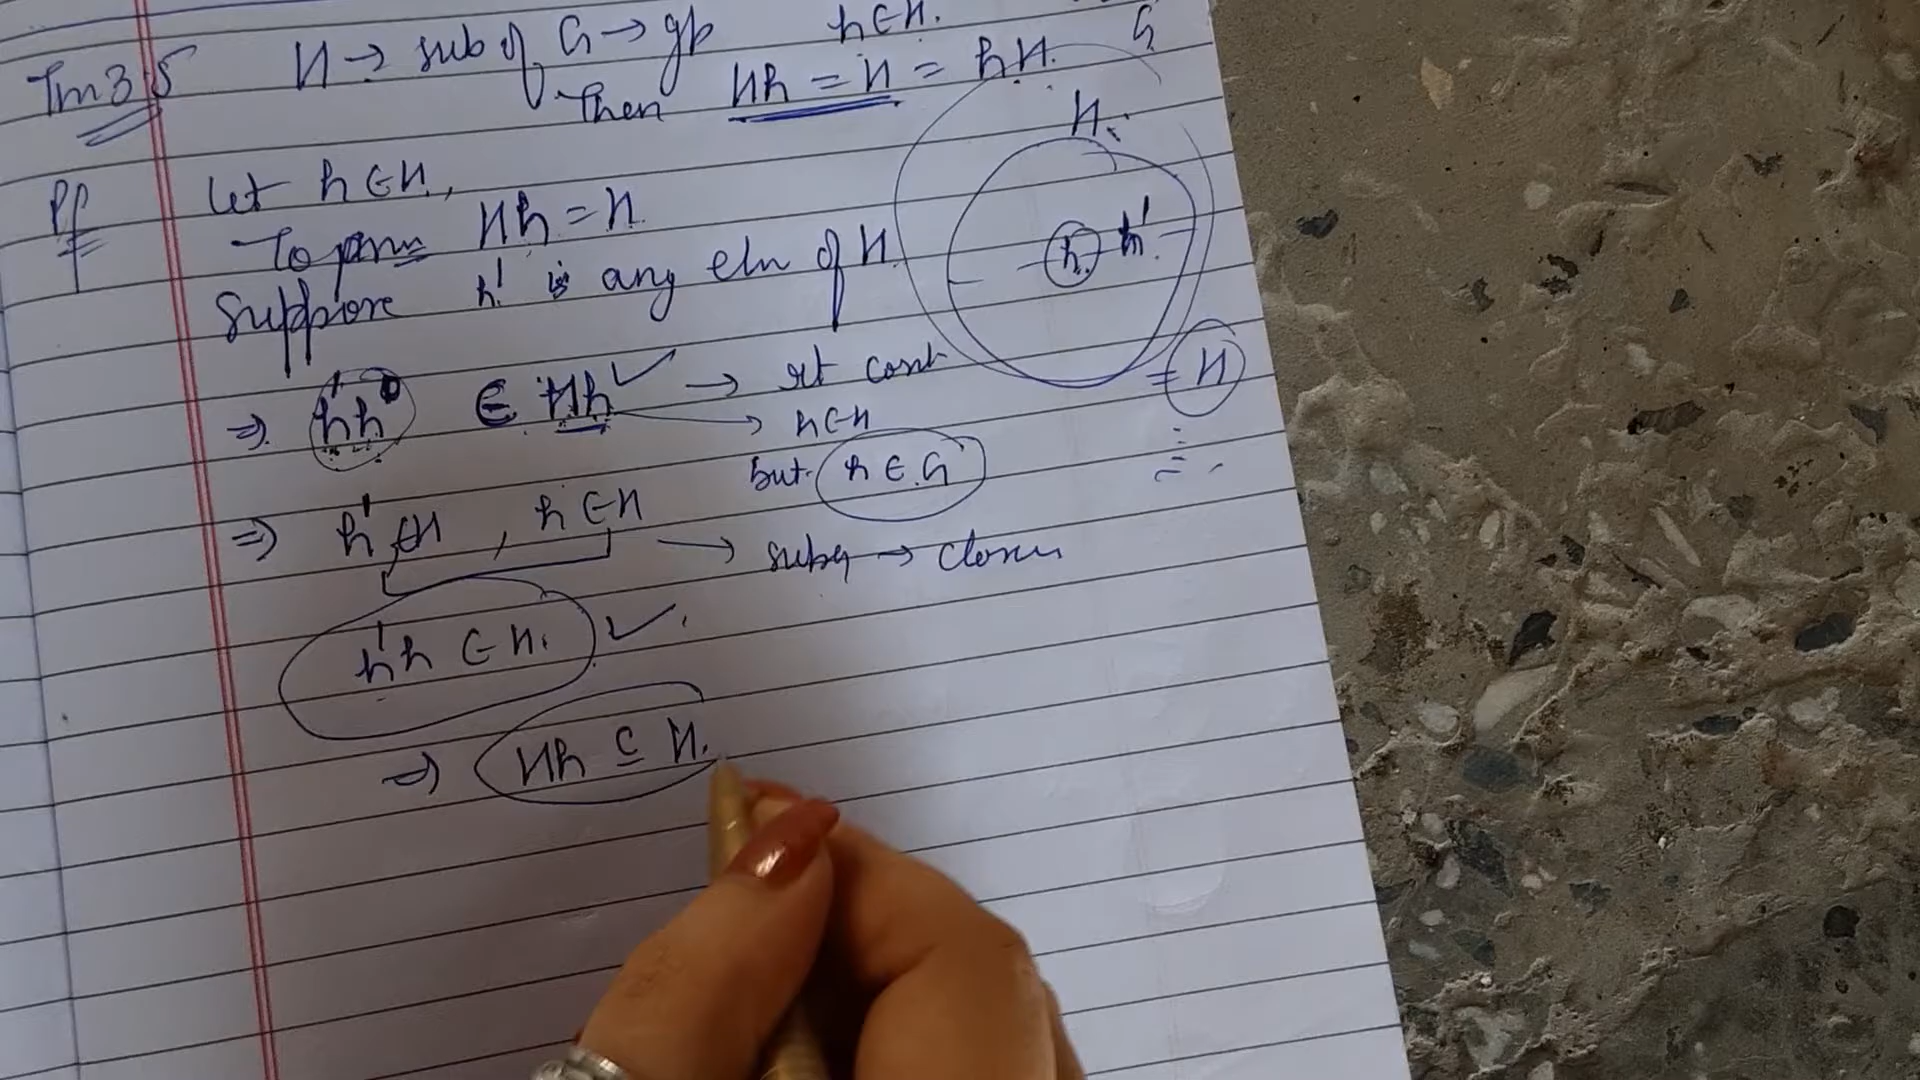 Tm 3.5 H → sub of G → gp h ∈ H. G
Then Hh = H = hH.
H.
Pf Let h ∈ H,
To prove Hh = H.
h h'
Suppose h' is any elm of H.
⇒ h'h ∈ Hh ✓ → rt coset = H
→ h ∈ H
but h ∈ G
⇒ h' ∈ H , h ∈ H → subg → closure
h'h ∈ H. ✓.
⇒ Hh ⊆ H.